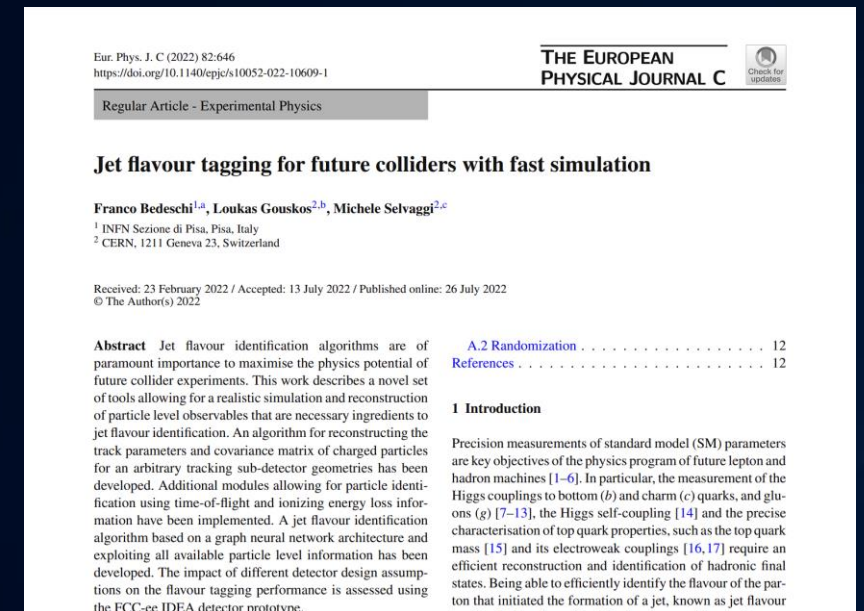 Eur. Phys. J. C (2022) 82:646
https://doi.org/10.1140/epjc/s10052-022-10609-1
THE EUROPEAN
PHYSICAL JOURNAL C
Check for
updates
Regular Article - Experimental Physics
Jet flavour tagging for future colliders with fast simulation
Franco Bedeschi1,a, Loukas Gouskos2,b, Michele Selvaggi2,c
1 INFN Sezione di Pisa, Pisa, Italy
2 CERN, 1211 Geneva 23, Switzerland
Received: 23 February 2022 / Accepted: 13 July 2022 / Published online: 26 July 2022
© The Author(s) 2022
Abstract Jet flavour identification algorithms are of
paramount importance to maximise the physics potential of
future collider experiments. This work describes a novel set
of tools allowing for a realistic simulation and reconstruction
of particle level observables that are necessary ingredients to
jet flavour identification. An algorithm for reconstructing the
track parameters and covariance matrix of charged particles
for an arbitrary tracking sub-detector geometries has been
developed. Additional modules allowing for particle identi-
fication using time-of-flight and ionizing energy loss infor-
mation have been implemented. A jet flavour identification
algorithm based on a graph neural network architecture and
exploiting all available particle level information has been
developed. The impact of different detector design assump-
tions on the flavour tagging performance is assessed using
the FCC-ee IDEA detector prototype.
A.2 Randomization . . . . . . . . . . . . . . . . . . 12
References . . . . . . . . . . . . . . . . . . . . . . . . 12
1 Introduction
Precision measurements of standard model (SM) parameters
are key objectives of the physics program of future lepton and
hadron machines [1–6]. In particular, the measurement of the
Higgs couplings to bottom (b) and charm (c) quarks, and glu-
ons (g) [7–13], the Higgs self-coupling [14] and the precise
characterisation of top quark properties, such as the top quark
mass [15] and its electroweak couplings [16,17] require an
efficient reconstruction and identification of hadronic final
states. Being able to efficiently identify the flavour of the par-
ton that initiated the formation of a jet, known as jet flavour